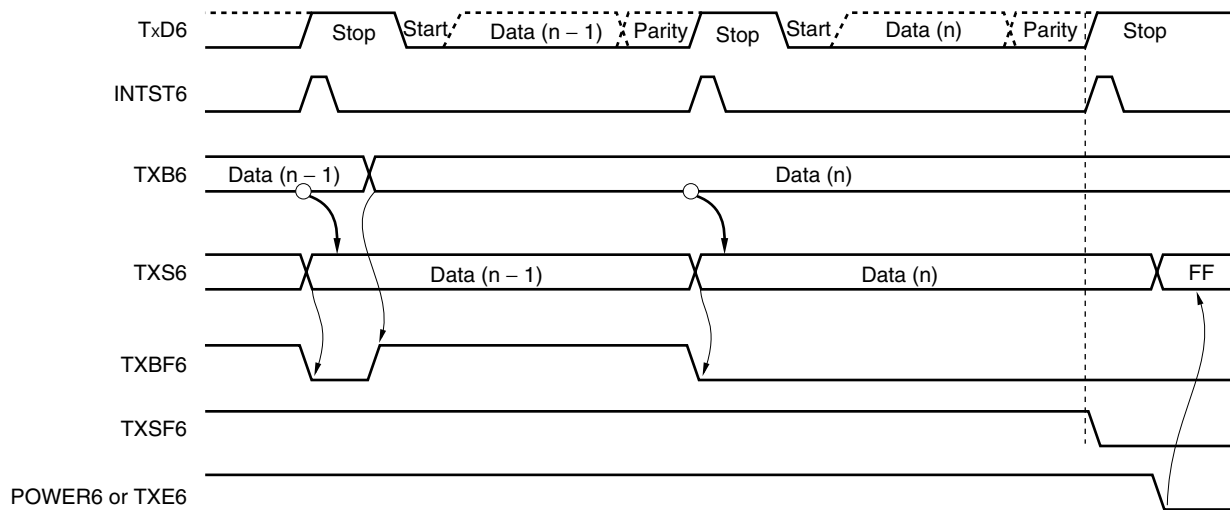 TxD6 Stop Start Data (n − 1) Parity Stop Start Data (n) Parity Stop
INTST6
TXB6 Data (n − 1) Data (n)
TXS6 Data (n − 1) Data (n) FF
TXBF6
TXSF6
POWER6 or TXE6